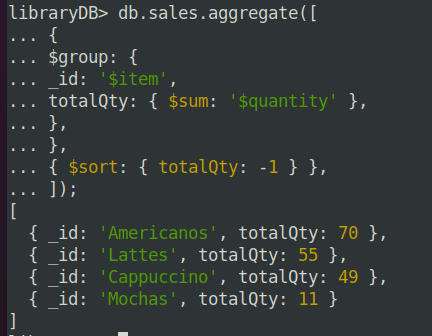 libraryDB> db.sales.aggregate([
... {
... $group: {
... _id: '$item',
... totalQty: { $sum: '$quantity' },
... },
... },
... { $sort: { totalQty: -1 } },
... ]);
[
  { _id: 'Americanos', totalQty: 70 },
  { _id: 'Lattes', totalQty: 55 },
  { _id: 'Cappuccino', totalQty: 49 },
  { _id: 'Mochas', totalQty: 11 }
]